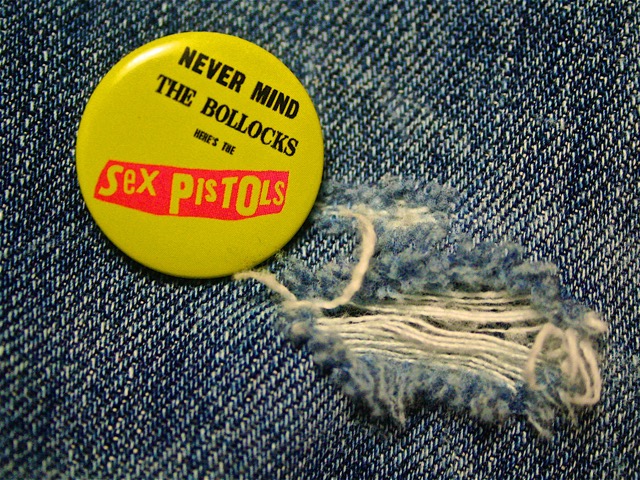 NEVER MIND
THE BOLLOCKS
HERE'S THE
SEX PISTOLS